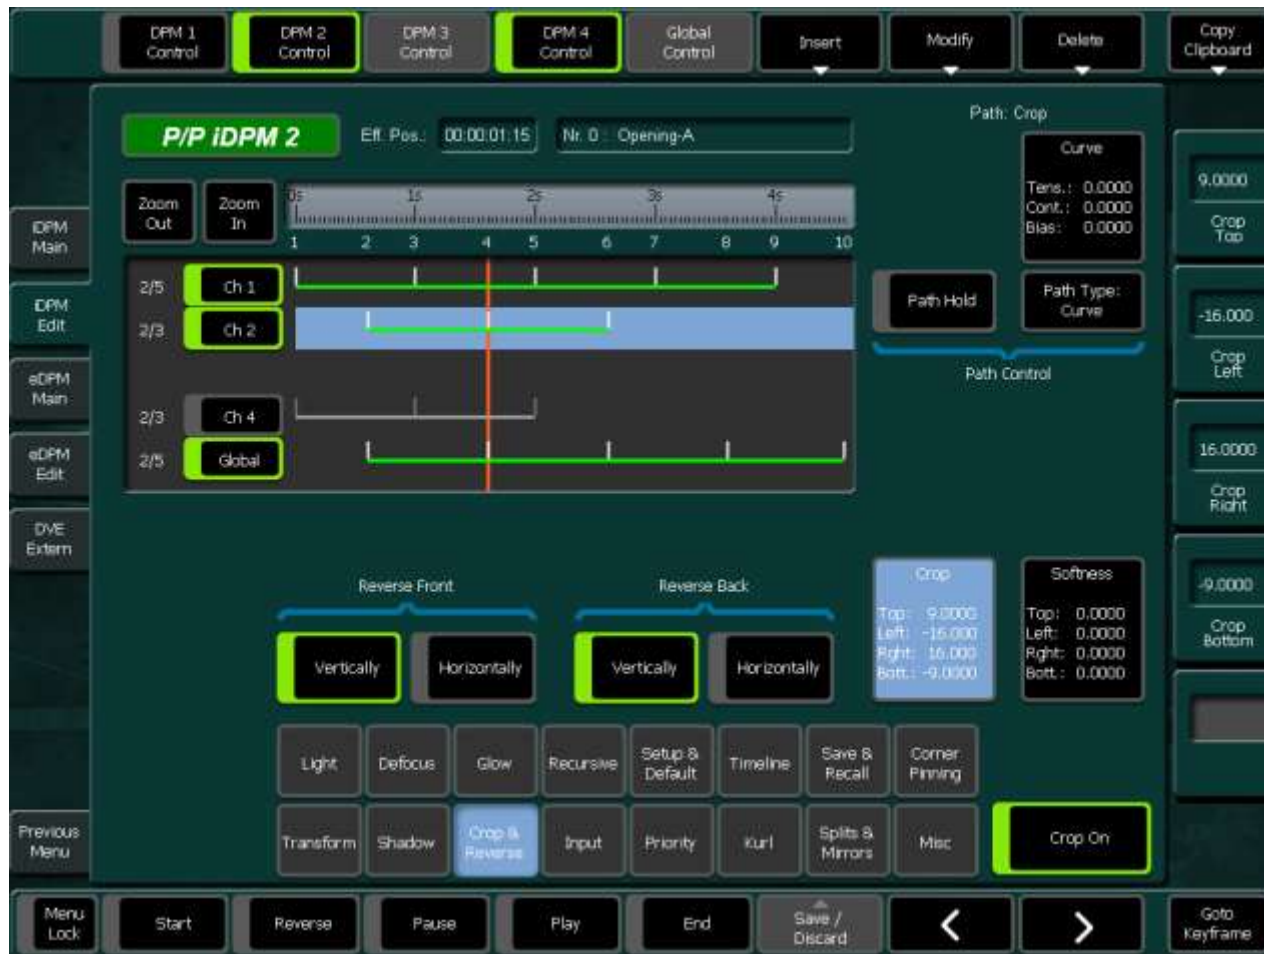 DPM 1 Control
DPM 2 Control
DPM 3 Control
DPM 4 Control
Global Control
Insert
Modify
Delete
Copy Clipboard
P/P iDPM 2
Eff. Pos.: 00:00:01:15
Nr. 0 : Opening-A
Path: Crop
Curve
Tens.: 0.0000
Cont.: 0.0000
Bias: 0.0000
9.0000
Crop Top
Zoom Out
Zoom In
0s 1s 2s 3s 4s
1 2 3 4 5 6 7 8 9 10
iDPM Main
2/5 Ch 1
iDPM Edit
2/3 Ch 2
Path Hold
Path Type: Curve
Path Control
-16.000
Crop Left
eDPM Main
2/3 Ch 4
eDPM Edit
2/5 Global
16.0000
Crop Right
DVE Extern
Reverse Front
Reverse Back
Vertically
Horizontally
Vertically
Horizontally
Crop
Top: 9.0000
Left: -16.000
Rght: 16.000
Bott.: -9.0000
Softness
Top: 0.0000
Left: 0.0000
Rght: 0.0000
Bott.: 0.0000
-9.0000
Crop Bottom
Light
Defocus
Glow
Recursive
Setup & Default
Timeline
Save & Recall
Corner Pinning
Previous Menu
Transform
Shadow
Crop & Reverse
Input
Priority
Kurl
Splits & Mirrors
Misc
Crop On
Menu Lock
Start
Reverse
Pause
Play
End
Save / Discard
<
>
Goto Keyframe